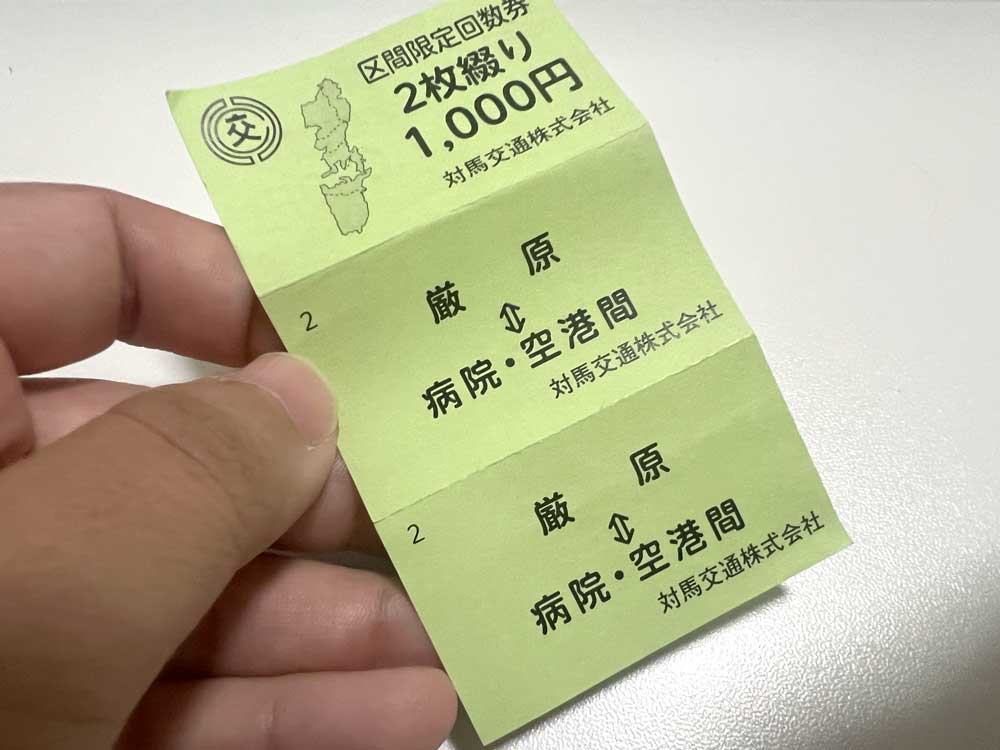 交
区間限定回数券
2枚綴り
1,000円
対馬交通株式会社
2
厳原
⇕
病院・空港間
対馬交通株式会社
2
厳原
⇕
病院・空港間
対馬交通株式会社